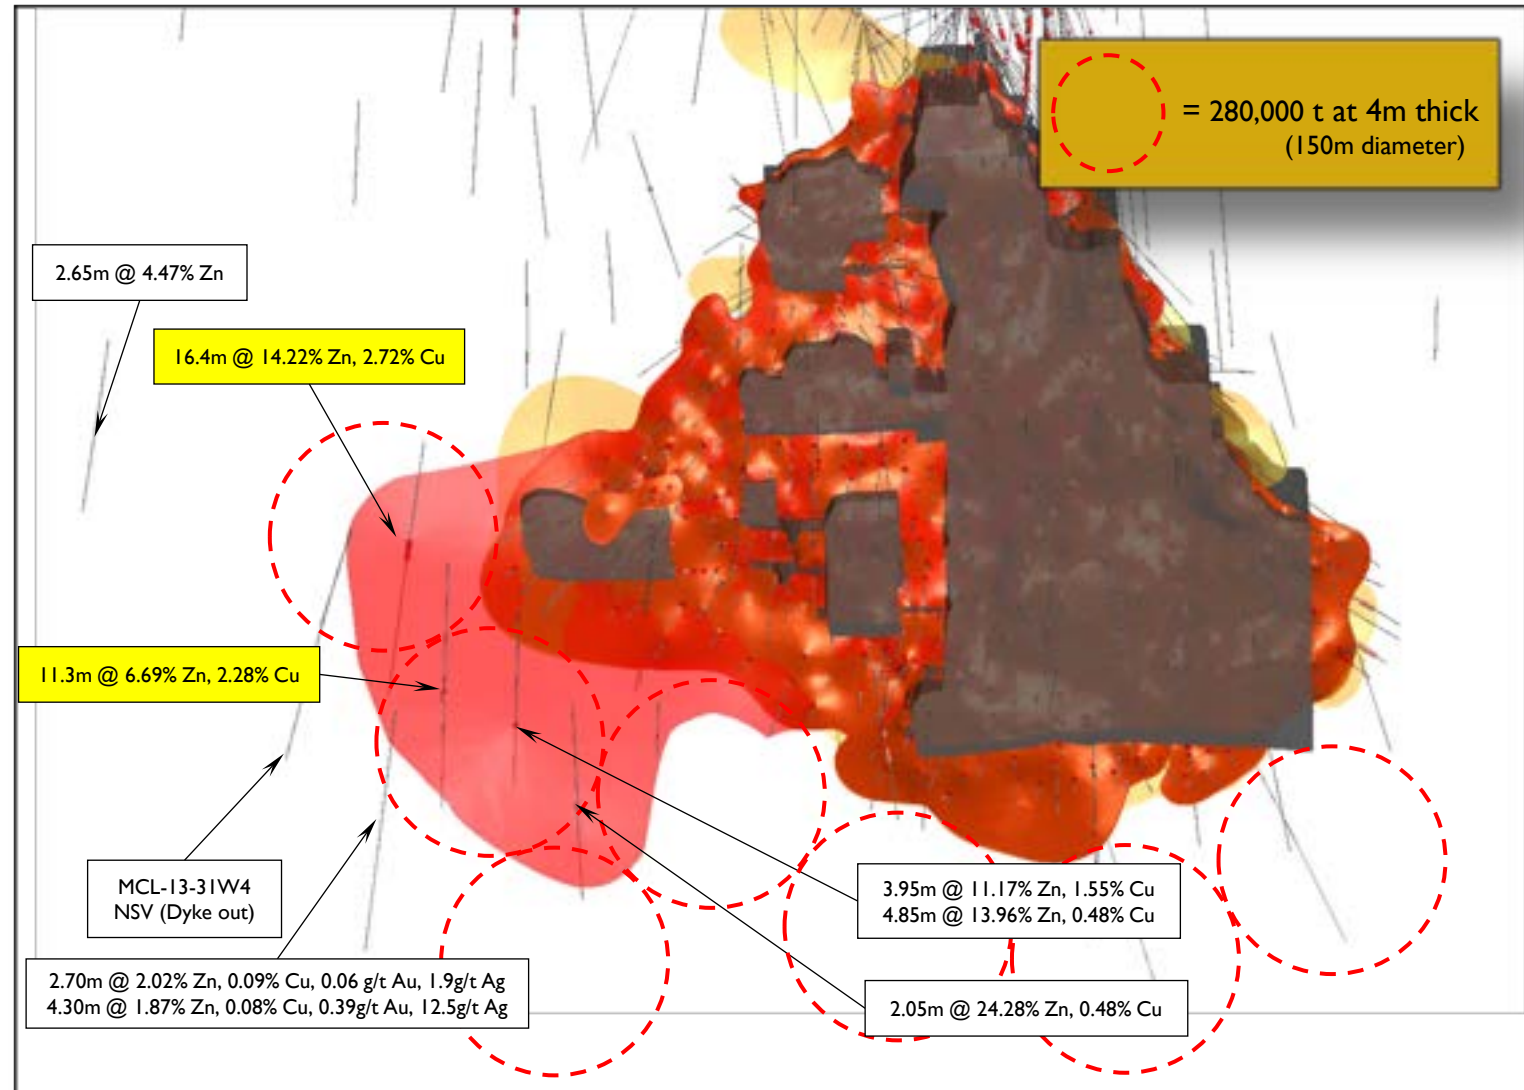 = 280,000 t at 4m thick
(150m diameter)
2.65m @ 4.47% Zn
16.4m @ 14.22% Zn, 2.72% Cu
11.3m @ 6.69% Zn, 2.28% Cu
MCL-13-31W4
NSV (Dyke out)
3.95m @ 11.17% Zn, 1.55% Cu
4.85m @ 13.96% Zn, 0.48% Cu
2.70m @ 2.02% Zn, 0.09% Cu, 0.06 g/t Au, 1.9g/t Ag
4.30m @ 1.87% Zn, 0.08% Cu, 0.39g/t Au, 12.5g/t Ag
2.05m @ 24.28% Zn, 0.48% Cu